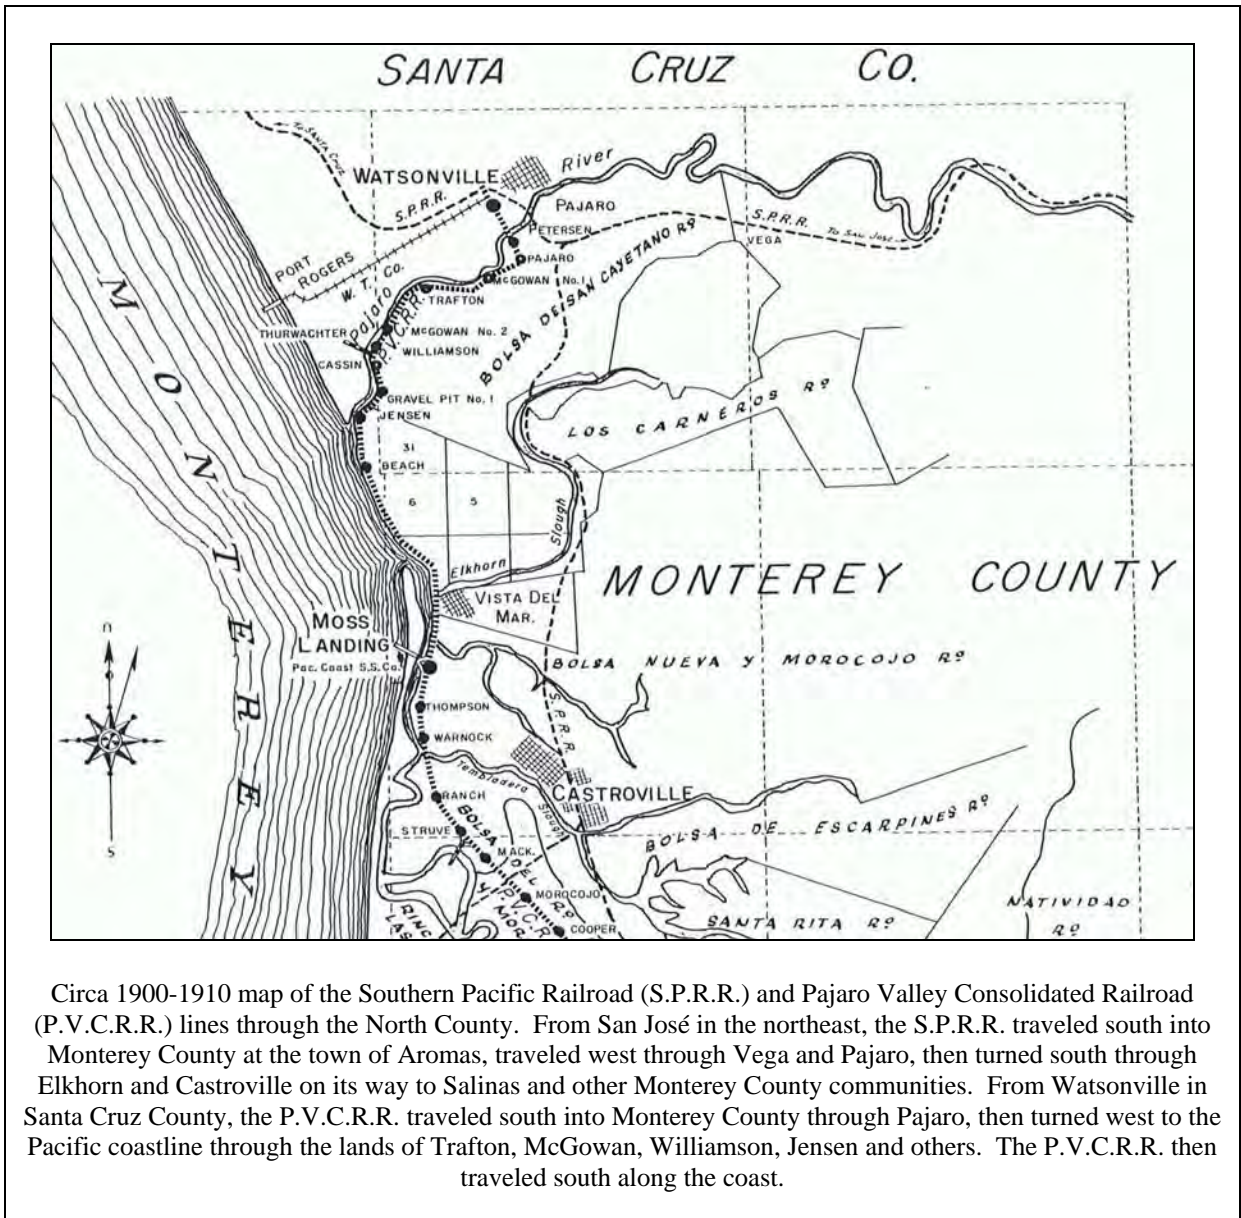 SANTA CRUZ CO.
To SANTA CRUZ
WATSONVILLE
River
S.P.R.R.
PAJARO
PETERSEN
S.P.R.R.
To SAN JOSE
VEGA
PORT ROGERS
W. T. Co.
PAJARO
McGOWAN No. 1
TRAFTON
Pajaro
P.V.C.R.R.
BOLSA DE SAN CAYETANO Rº
THURWACHTER
McGOWAN No. 2
WILLIAMSON
CASSIN
GRAVEL PIT No. 1
JENSEN
LOS CARNEROS Rº
31
BEACH
6
5
MONTEREY
Elkhorn Slough
MONTEREY COUNTY
VISTA DEL
MAR.
MOSS
LANDING
Pac. Coast S.S. Co.
BOLSA NUEVA Y MOROCOJO Rº
n
S.P.R.R.
THOMPSON
WARNOCK
Tembladera Slough
CASTROVILLE
RANCH
STRUVE
MACK.
BOLSA DEL
Y MOR
Rº
P.V.C.R
MOROCOJO
COOPER
BOLSA DE ESCARPINES Rº
S
RINC
LAS
SANTA RITA Rº
NATIVIDAD
Rº
Circa 1900-1910 map of the Southern Pacific Railroad (S.P.R.R.) and Pajaro Valley Consolidated Railroad
(P.V.C.R.R.) lines through the North County. From San José in the northeast, the S.P.R.R. traveled south into
Monterey County at the town of Aromas, traveled west through Vega and Pajaro, then turned south through
Elkhorn and Castroville on its way to Salinas and other Monterey County communities. From Watsonville in
Santa Cruz County, the P.V.C.R.R. traveled south into Monterey County through Pajaro, then turned west to the
Pacific coastline through the lands of Trafton, McGowan, Williamson, Jensen and others. The P.V.C.R.R. then
traveled south along the coast.